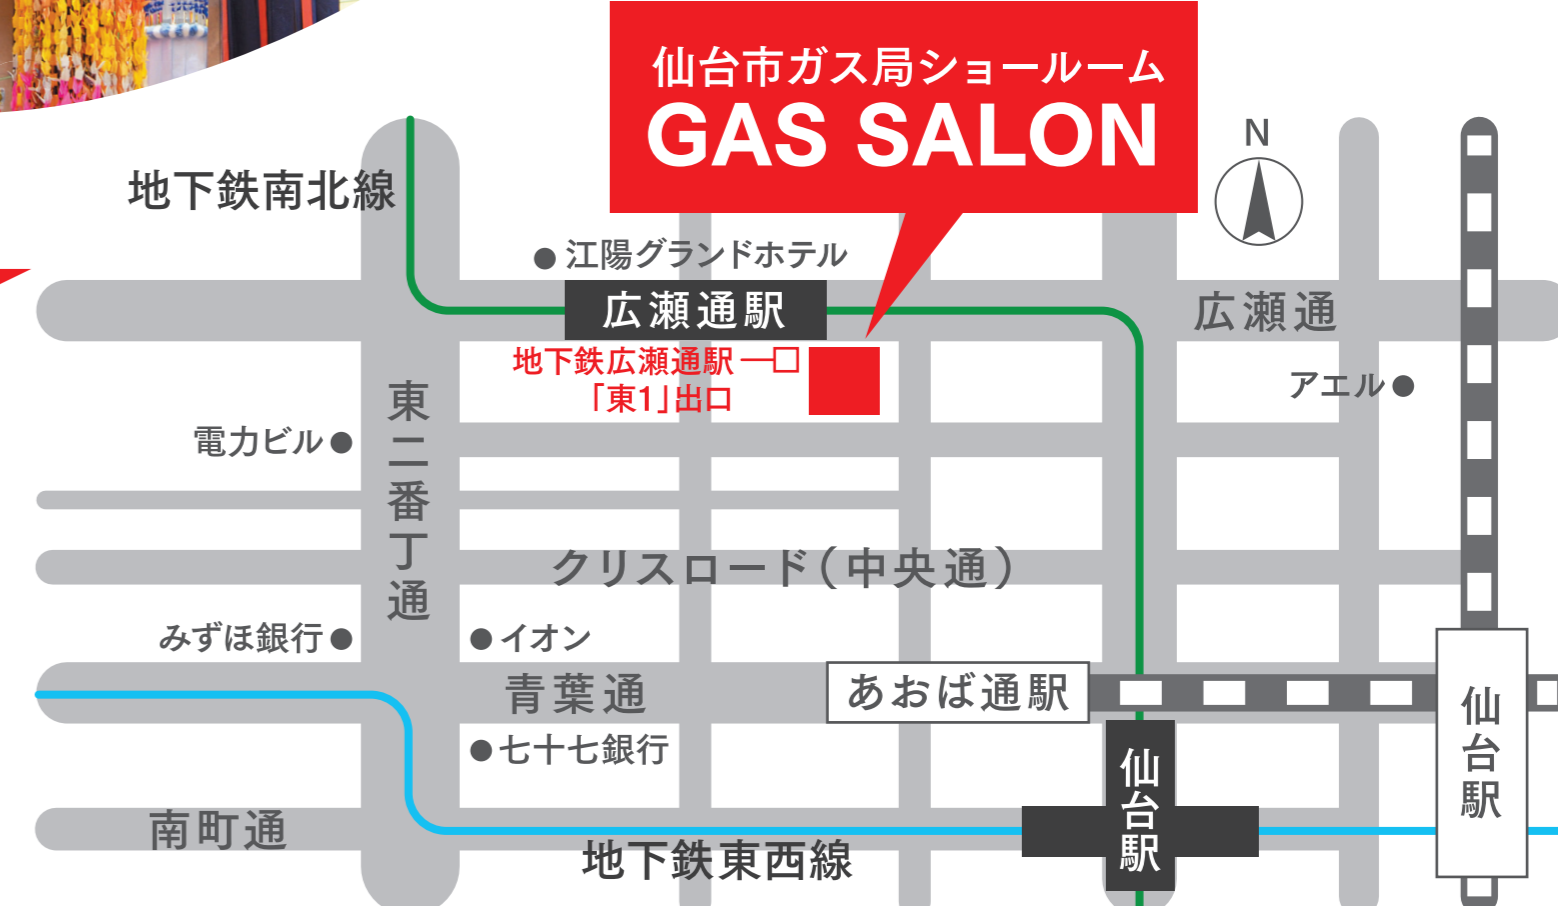 仙台市ガス局ショールーム
GAS SALON
N
地下鉄南北線
江陽グランドホテル
広瀬通駅
広瀬通
地下鉄広瀬通駅
「東1」出口
アエル
東二番丁通
電力ビル
クリスロード（中央通）
みずほ銀行
イオン
青葉通
あおば通駅
仙台駅
七十七銀行
仙台駅
南町通
地下鉄東西線